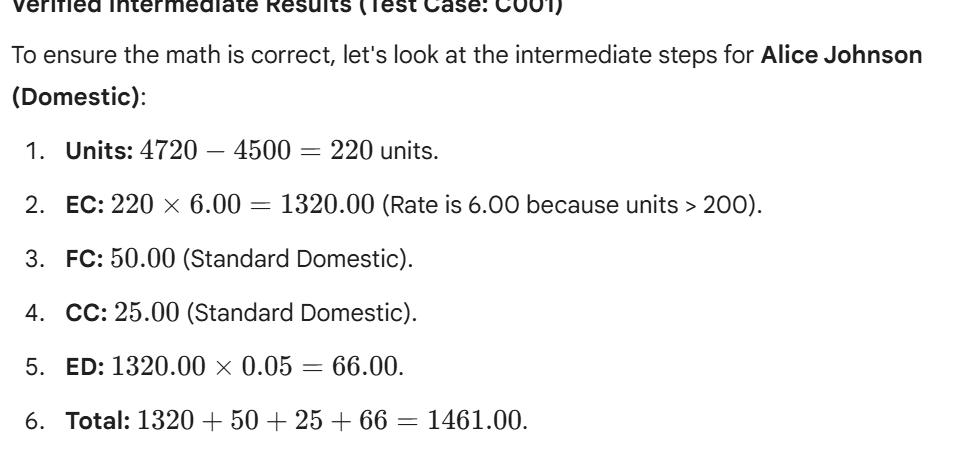 Verified Intermediate Results (Test Case: C001)
To ensure the math is correct, let's look at the intermediate steps for Alice Johnson
(Domestic):
1. Units: 4720 − 4500 = 220 units.
2. EC: 220 × 6.00 = 1320.00 (Rate is 6.00 because units > 200).
3. FC: 50.00 (Standard Domestic).
4. CC: 25.00 (Standard Domestic).
5. ED: 1320.00 × 0.05 = 66.00.
6. Total: 1320 + 50 + 25 + 66 = 1461.00.